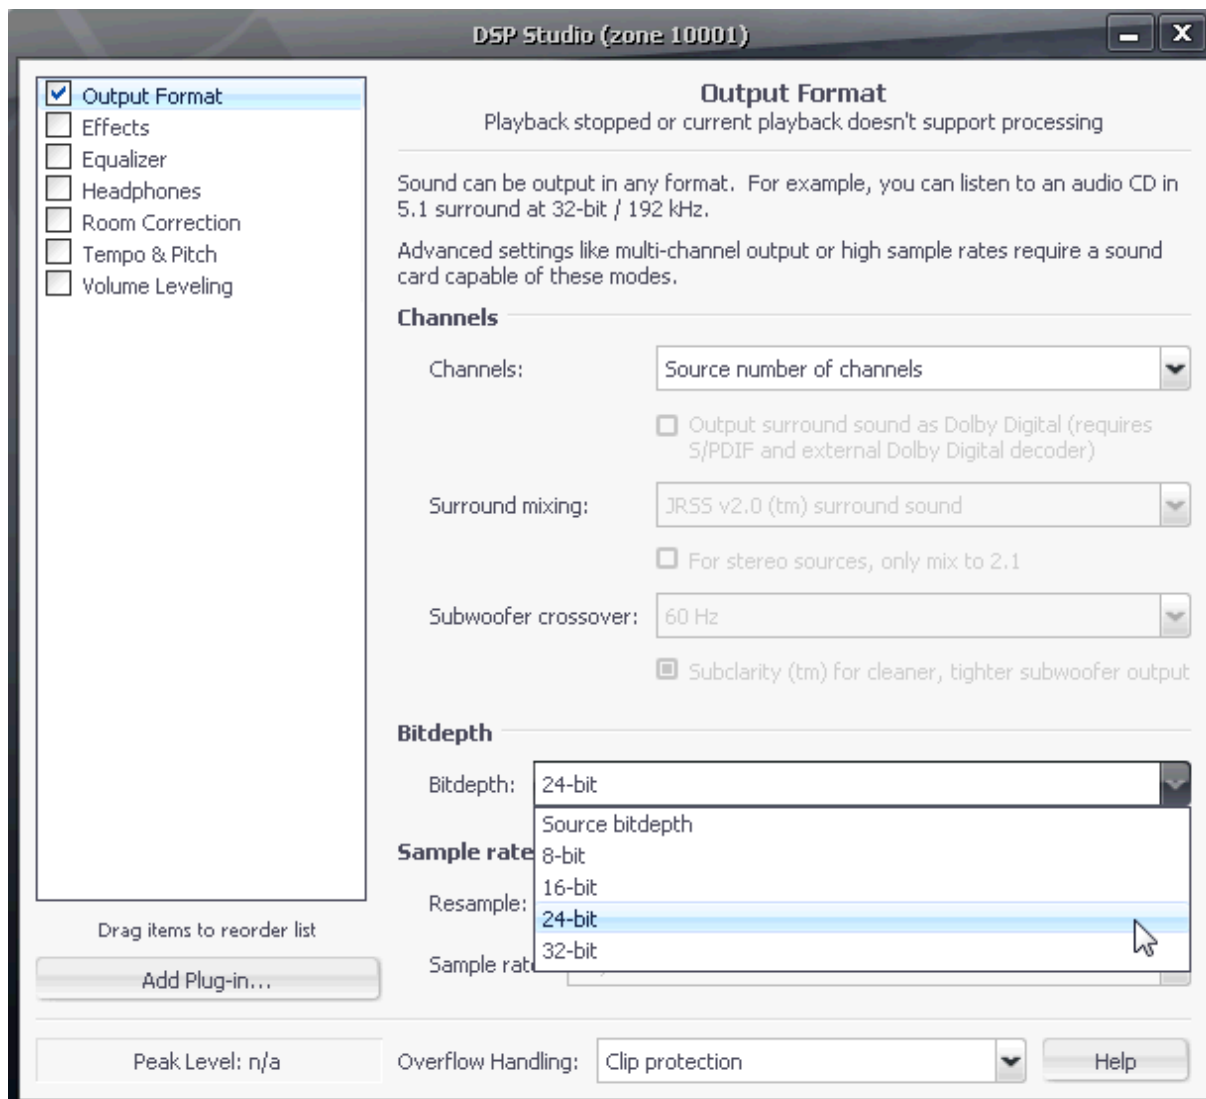 DSP Studio (zone 10001)
Output Format
Effects
Equalizer
Headphones
Room Correction
Tempo & Pitch
Volume Leveling
Drag items to reorder list
Add Plug-in...
Output Format
Playback stopped or current playback doesn't support processing
Sound can be output in any format.  For example, you can listen to an audio CD in
5.1 surround at 32-bit / 192 kHz.
Advanced settings like multi-channel output or high sample rates require a sound
card capable of these modes.
Channels
Channels: Source number of channels
Output surround sound as Dolby Digital (requires
S/PDIF and external Dolby Digital decoder)
Surround mixing: JRSS v2.0 (tm) surround sound
For stereo sources, only mix to 2.1
Subwoofer crossover: 60 Hz
Subclarity (tm) for cleaner, tighter subwoofer output
Bitdepth
Bitdepth: 24-bit
Source bitdepth
8-bit
16-bit
24-bit
32-bit
Sample rate
Resample:
Sample rat
Peak Level: n/a
Overflow Handling: Clip protection
Help